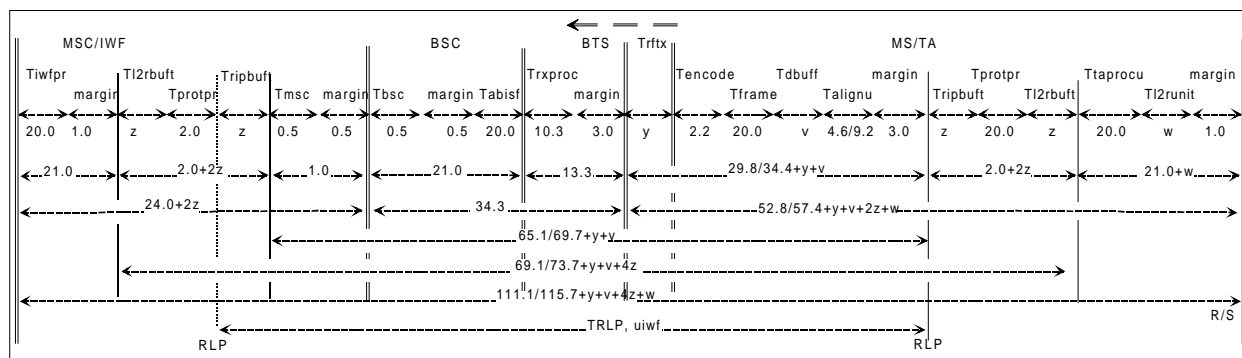 MSC/IWF BSC BTS Trftx MS/TA
Tiwfpr Tl2rbuft Tripbuft Trxproc Tencode Tdbuff margin Tprotpr Ttaprocu margin
margin Tprotpr Tmsc margin Tbsc margin Tabisf margin Tframe Talignu Tripbuft Tl2rbuft Tl2runit
20.0 1.0 z 2.0 z 0.5 0.5 0.5 0.5 20.0 10.3 3.0 y 2.2 20.0 v 4.6/9.2 3.0 z 20.0 z 20.0 w 1.0
21.0 2.0+2z 1.0 21.0 13.3 29.8/34.4+y+v 2.0+2z 21.0+w
24.0+2z 34.3 52.8/57.4+y+v+2z+w
65.1/69.7+y+v
69.1/73.7+y+v+4z
111.1/115.7+y+v+4z+w
R/S
TRLP, uiwf.
RLP RLP